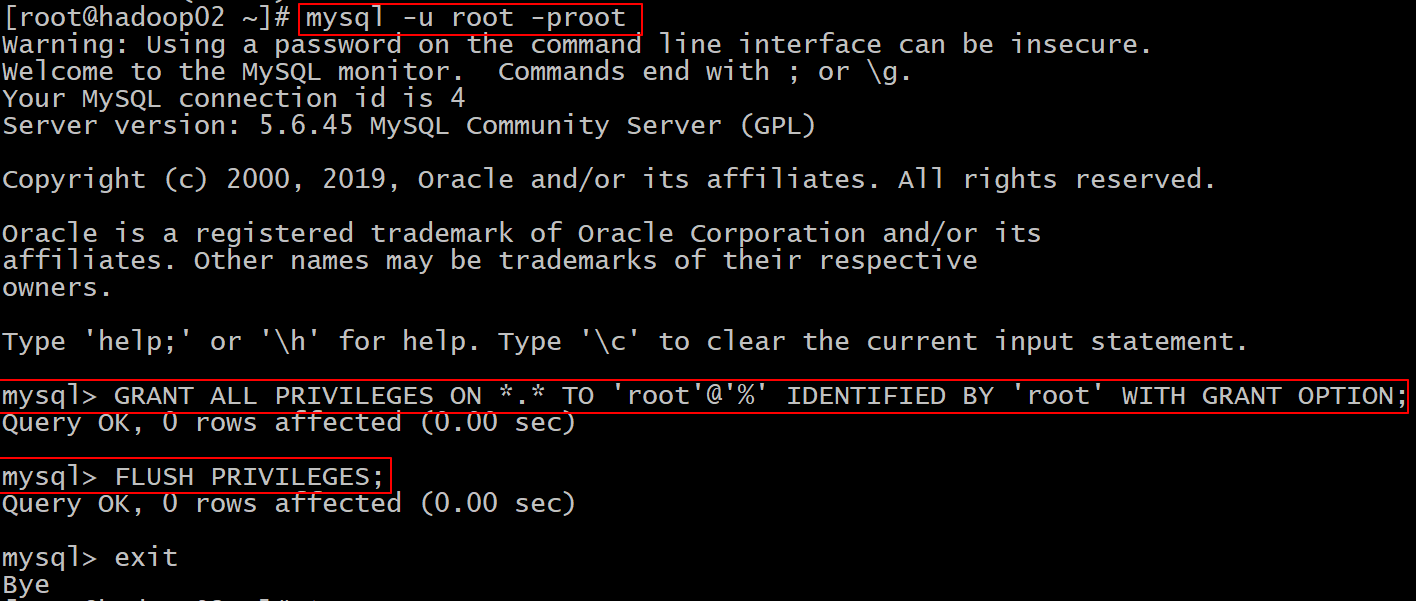 [root@hadoop02 ~]# mysql -u root -proot
Warning: Using a password on the command line interface can be insecure.
Welcome to the MySQL monitor.  Commands end with ; or \g.
Your MySQL connection id is 4
Server version: 5.6.45 MySQL Community Server (GPL)

Copyright (c) 2000, 2019, Oracle and/or its affiliates. All rights reserved.

Oracle is a registered trademark of Oracle Corporation and/or its
affiliates. Other names may be trademarks of their respective
owners.

Type 'help;' or '\h' for help. Type '\c' to clear the current input statement.

mysql> GRANT ALL PRIVILEGES ON *.* TO 'root'@'%' IDENTIFIED BY 'root' WITH GRANT OPTION;
Query OK, 0 rows affected (0.00 sec)

mysql> FLUSH PRIVILEGES;
Query OK, 0 rows affected (0.00 sec)

mysql> exit
Bye